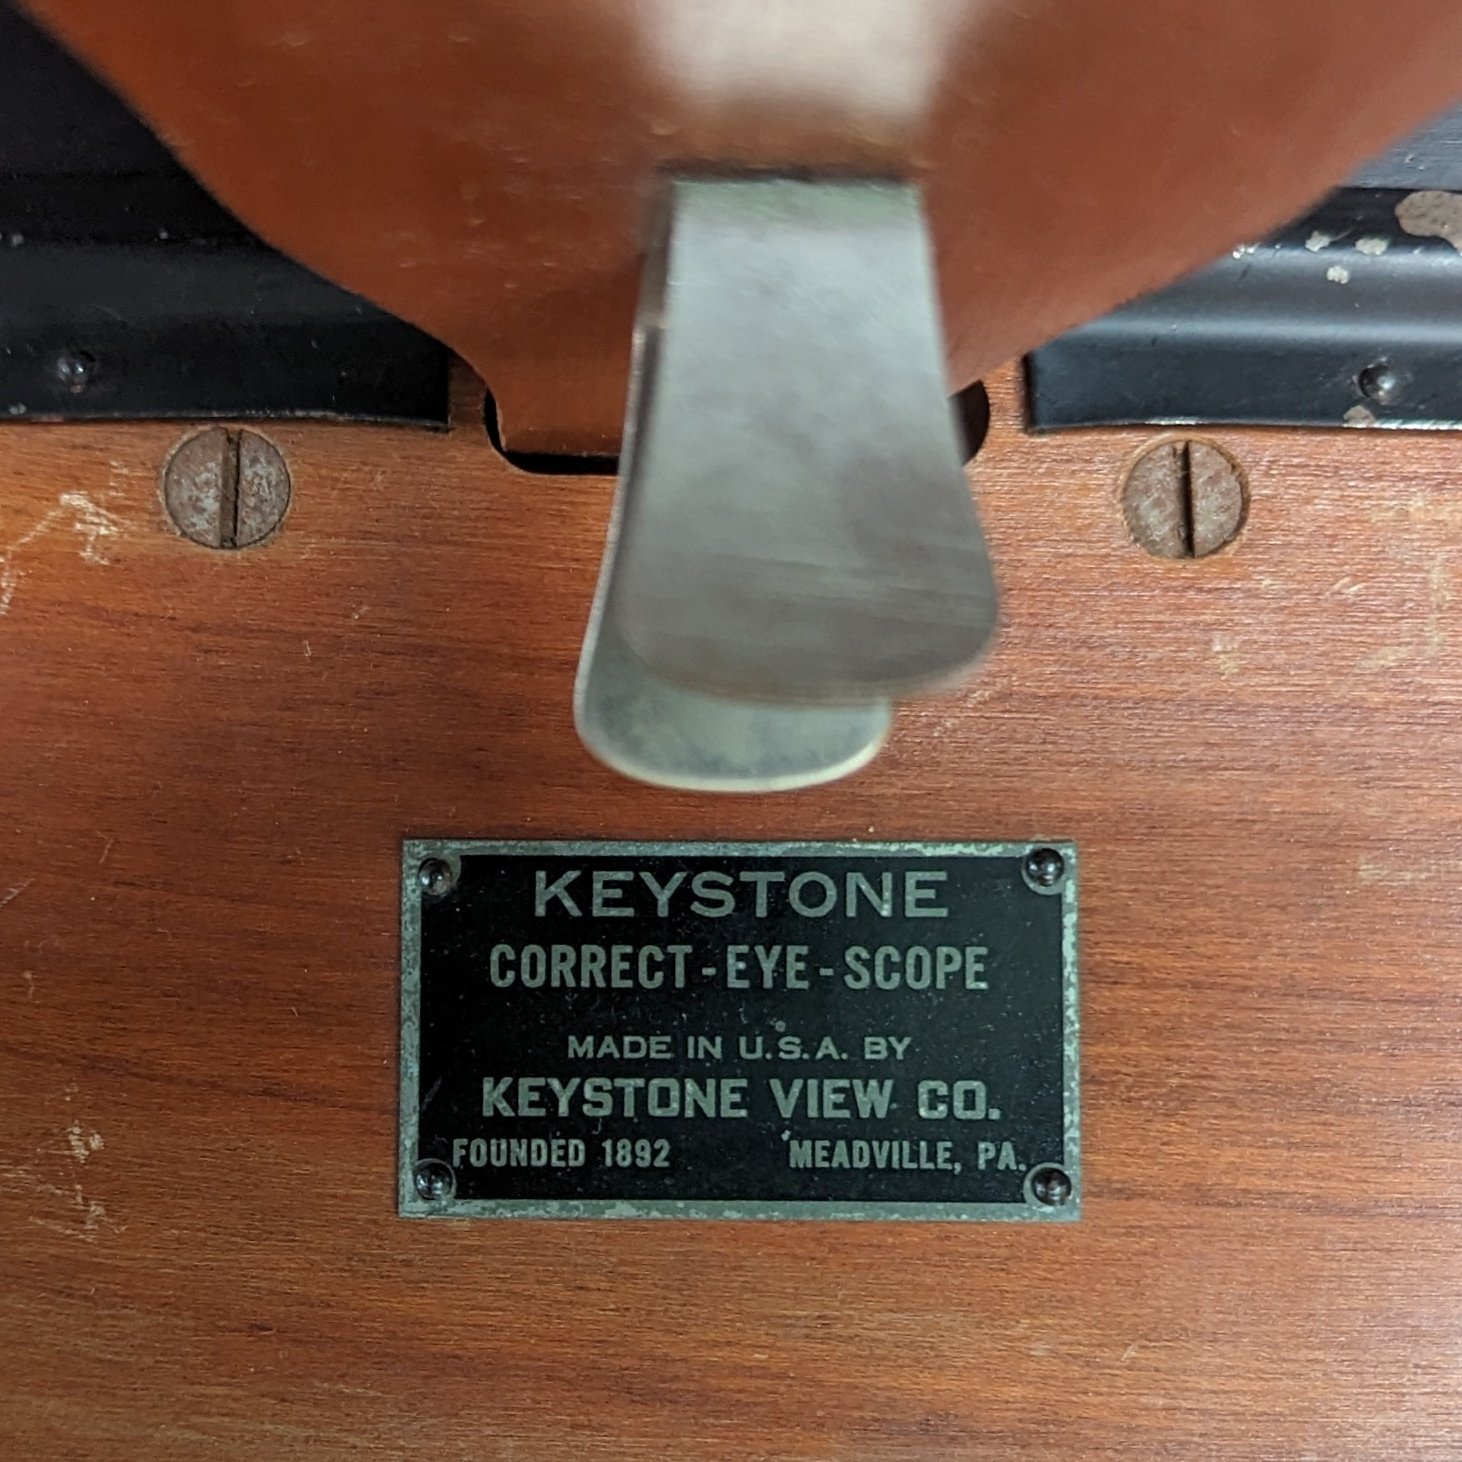 KEYSTONE
CORRECT-EYE-SCOPE
MADE IN U.S.A. BY
KEYSTONE VIEW CO.
FOUNDED 1892 MEADVILLE, PA.